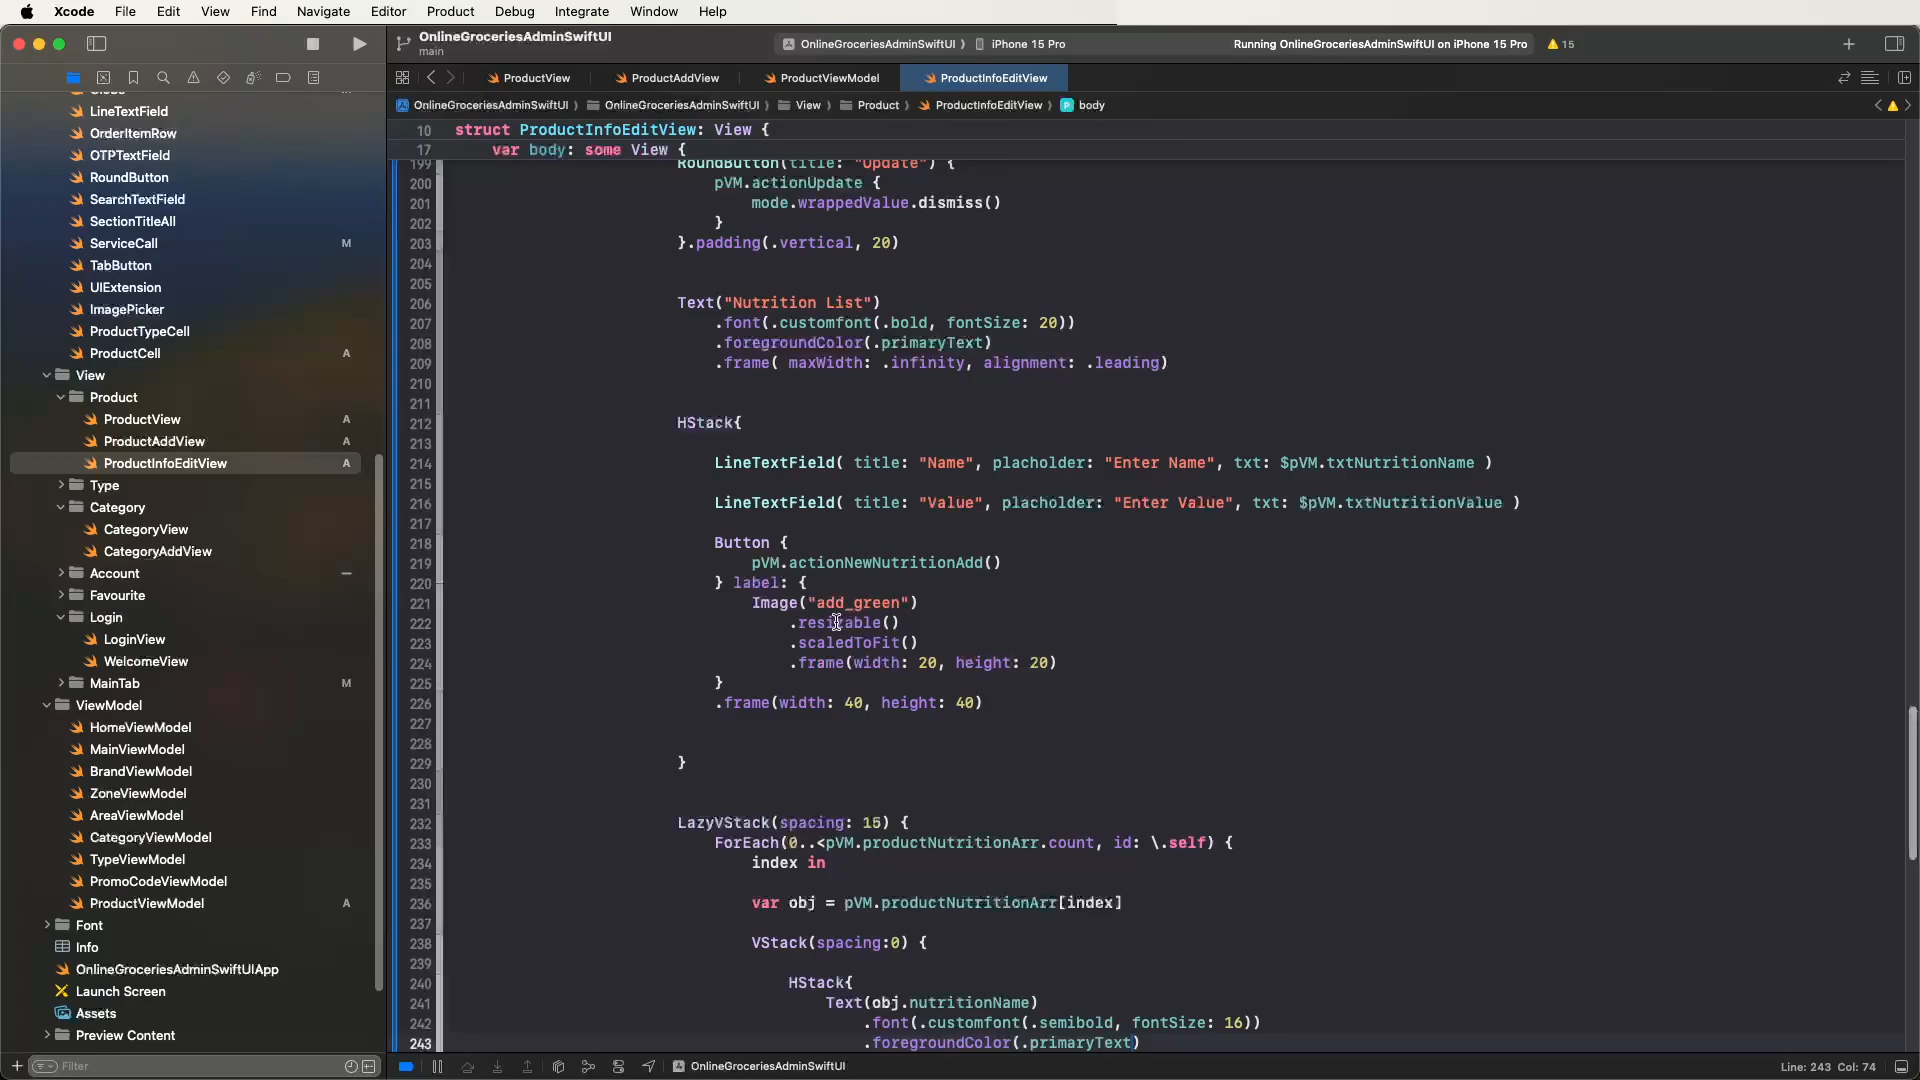 Xcode File Edit View Find Navigate Editor Product Debug Integrate Window Help
OnlineGroceriesAdminSwiftUI
main
OnlineGroceriesAdminSwiftUI 〉 iPhone 15 Pro
Running OnlineGroceriesAdminSwiftUI on iPhone 15 Pro
15
ProductView
ProductAddView
ProductViewModel
ProductInfoEditView
OnlineGroceriesAdminSwiftUI 〉 OnlineGroceriesAdminSwiftUI 〉 View 〉 Product 〉 ProductInfoEditView 〉 body
LineTextField
OrderItemRow
OTPTextField
RoundButton
SearchTextField
SectionTitleAll
ServiceCall M
TabButton
UIExtension
ImagePicker
ProductTypeCell
ProductCell A
View
Product
ProductView A
ProductAddView A
ProductInfoEditView A
Type
Category
CategoryView
CategoryAddView
Account
Favourite
Login
LoginView
WelcomeView
MainTab M
ViewModel
HomeViewModel
MainViewModel
BrandViewModel
ZoneViewModel
AreaViewModel
CategoryViewModel
TypeViewModel
PromoCodeViewModel
ProductViewModel A
Font
Info
OnlineGroceriesAdminSwiftUIApp
Launch Screen
Assets
Preview Content
Filter
10 struct ProductInfoEditView: View {
17 var body: some View {
199 RoundButton(title: "Update") {
200 pVM.actionUpdate {
201 mode.wrappedValue.dismiss()
202 }
203 }.padding(.vertical, 20)
204
205
206 Text("Nutrition List")
207 .font(.customfont(.bold, fontSize: 20))
208 .foregroundColor(.primaryText)
209 .frame( maxWidth: .infinity, alignment: .leading)
210
211
212 HStack{
213
214 LineTextField( title: "Name", placholder: "Enter Name", txt: $pVM.txtNutritionName )
215
216 LineTextField( title: "Value", placholder: "Enter Value", txt: $pVM.txtNutritionValue )
217
218 Button {
219 pVM.actionNewNutritionAdd()
220 } label: {
221 Image("add_green")
222 .resizable()
223 .scaledToFit()
224 .frame(width: 20, height: 20)
225 }
226 .frame(width: 40, height: 40)
227
228
229 }
230
231
232 LazyVStack(spacing: 15) {
233 ForEach(0..<pVM.productNutritionArr.count, id: \.self) {
234 index in
235
236 var obj = pVM.productNutritionArr[index]
237
238 VStack(spacing:0) {
239
240 HStack{
241 Text(obj.nutritionName)
242 .font(.customfont(.semibold, fontSize: 16))
243 .foregroundColor(.primaryText)
OnlineGroceriesAdminSwiftUI
Line: 243 Col: 74